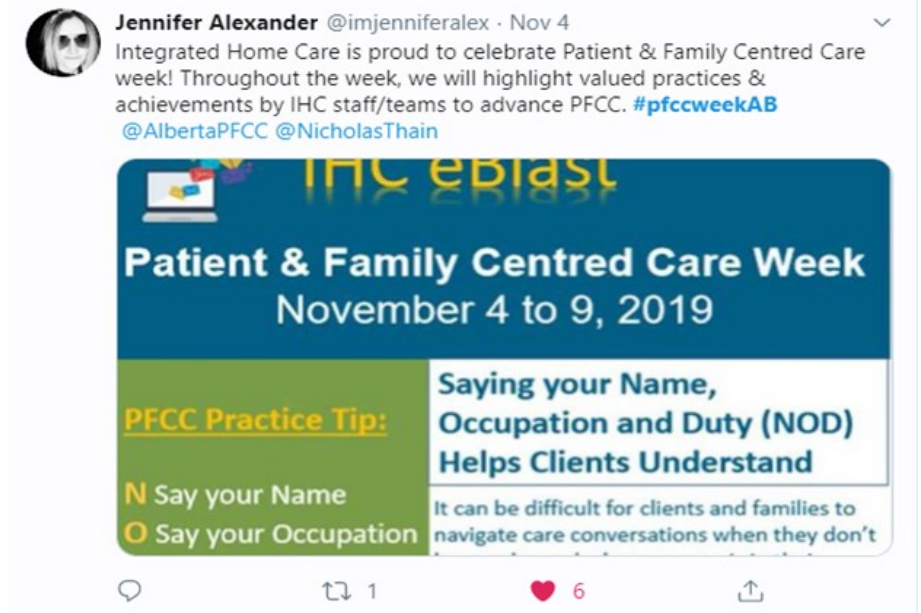 Jennifer Alexander @imjenniferalex · Nov 4
Integrated Home Care is proud to celebrate Patient & Family Centred Care
week! Throughout the week, we will highlight valued practices &
achievements by IHC staff/teams to advance PFCC. #pfccweekAB
@AlbertaPFCC @NicholasThain
IHC eBlast
Patient & Family Centred Care Week
November 4 to 9, 2019
PFCC Practice Tip:
N Say your Name
O Say your Occupation
Saying your Name,
Occupation and Duty (NOD)
Helps Clients Understand
It can be difficult for clients and families to
navigate care conversations when they don't
1
6